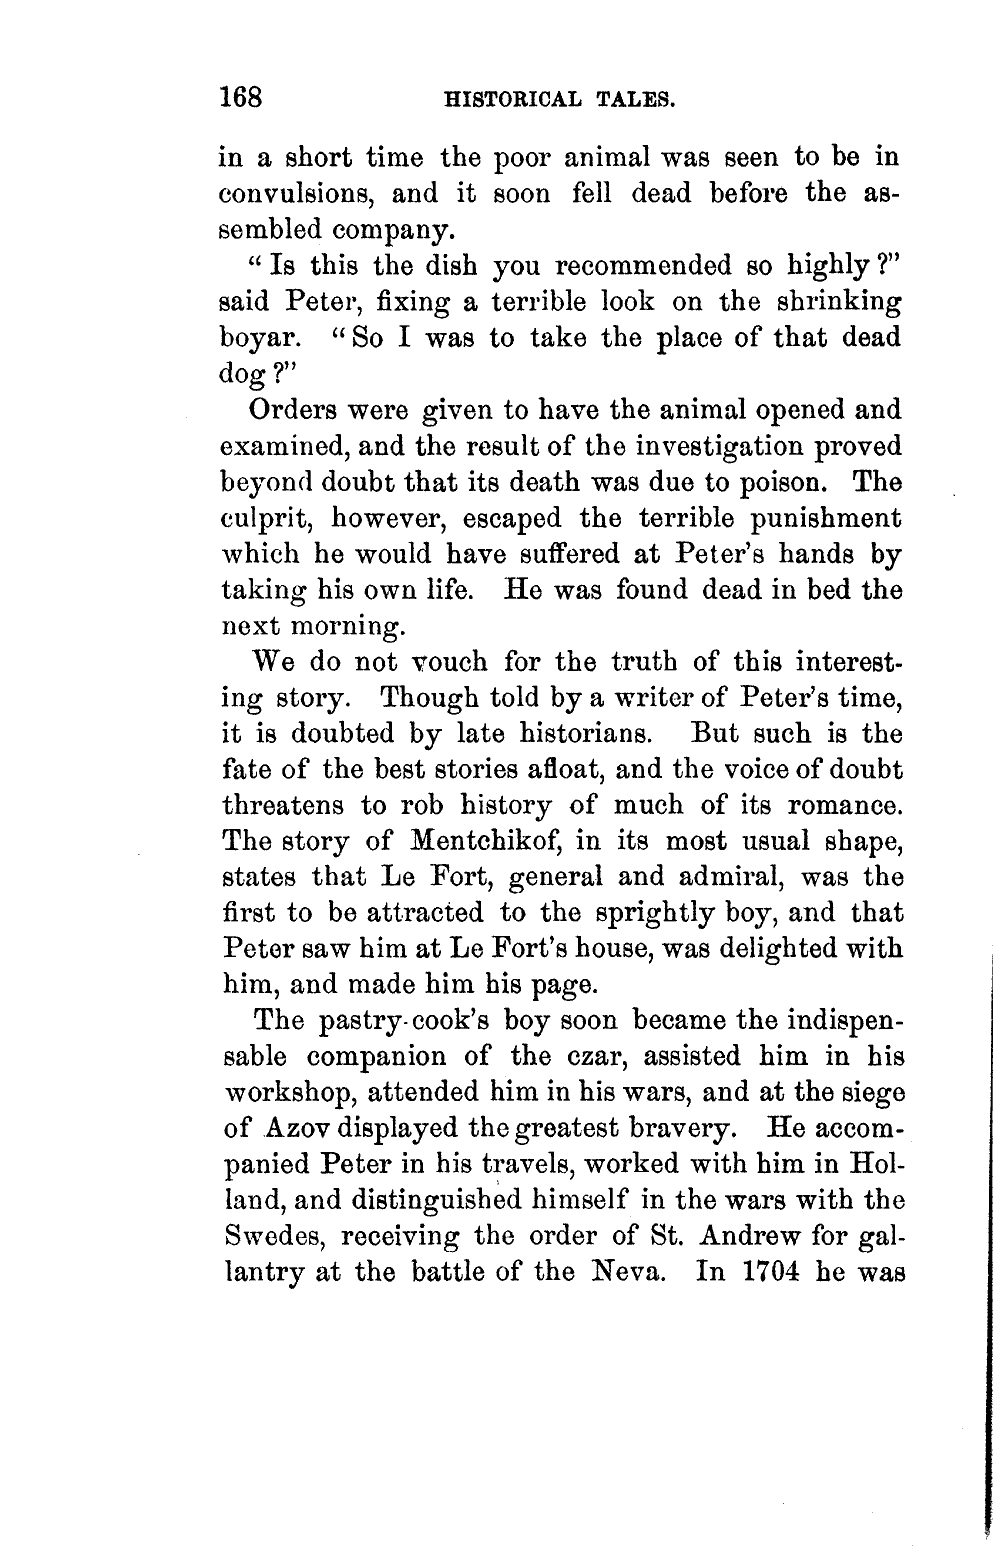 168 HISTORICAL TALES.
in a short time the poor animal was seen to be in
convulsions, and it soon fell dead before the as-
sembled company.
“Is this the dish you recommended so highly?”
said Peter, fixing a terrible look on the shrinking
boyar. “So I was to take the place of that dead
dog?”
Orders were given to have the animal opened and
examined, and the result of the investigation proved
beyond doubt that its death was due to poison. The
culprit, however, escaped the terrible punishment
which he would have suffered at Peter’s hands by
taking his own life. He was found dead in bed the
next morning.
We do not vouch for the truth of this interest-
ing story. Though told by a writer of Peter’s time,
it is doubted by late historians. But such is the
fate of the best stories afloat, and the voice of doubt
threatens to rob history of much of its romance.
The story of Mentchikof, in its most usual shape,
states that Le Fort, general and admiral, was the
first to be attracted to the sprightly boy, and that
Peter saw him at Le Fort’s house, was delighted with
him, and made him his page.
The pastry-cook’s boy soon became the indispen-
sable companion of the czar, assisted him in his
workshop, attended him in his wars, and at the siege
of Azov displayed the greatest bravery. He accom-
panied Peter in his travels, worked with him in Hol-
land, and distinguished himself in the wars with the
Swedes, receiving the order of St. Andrew for gal-
lantry at the battle of the Neva. In 1704 he was